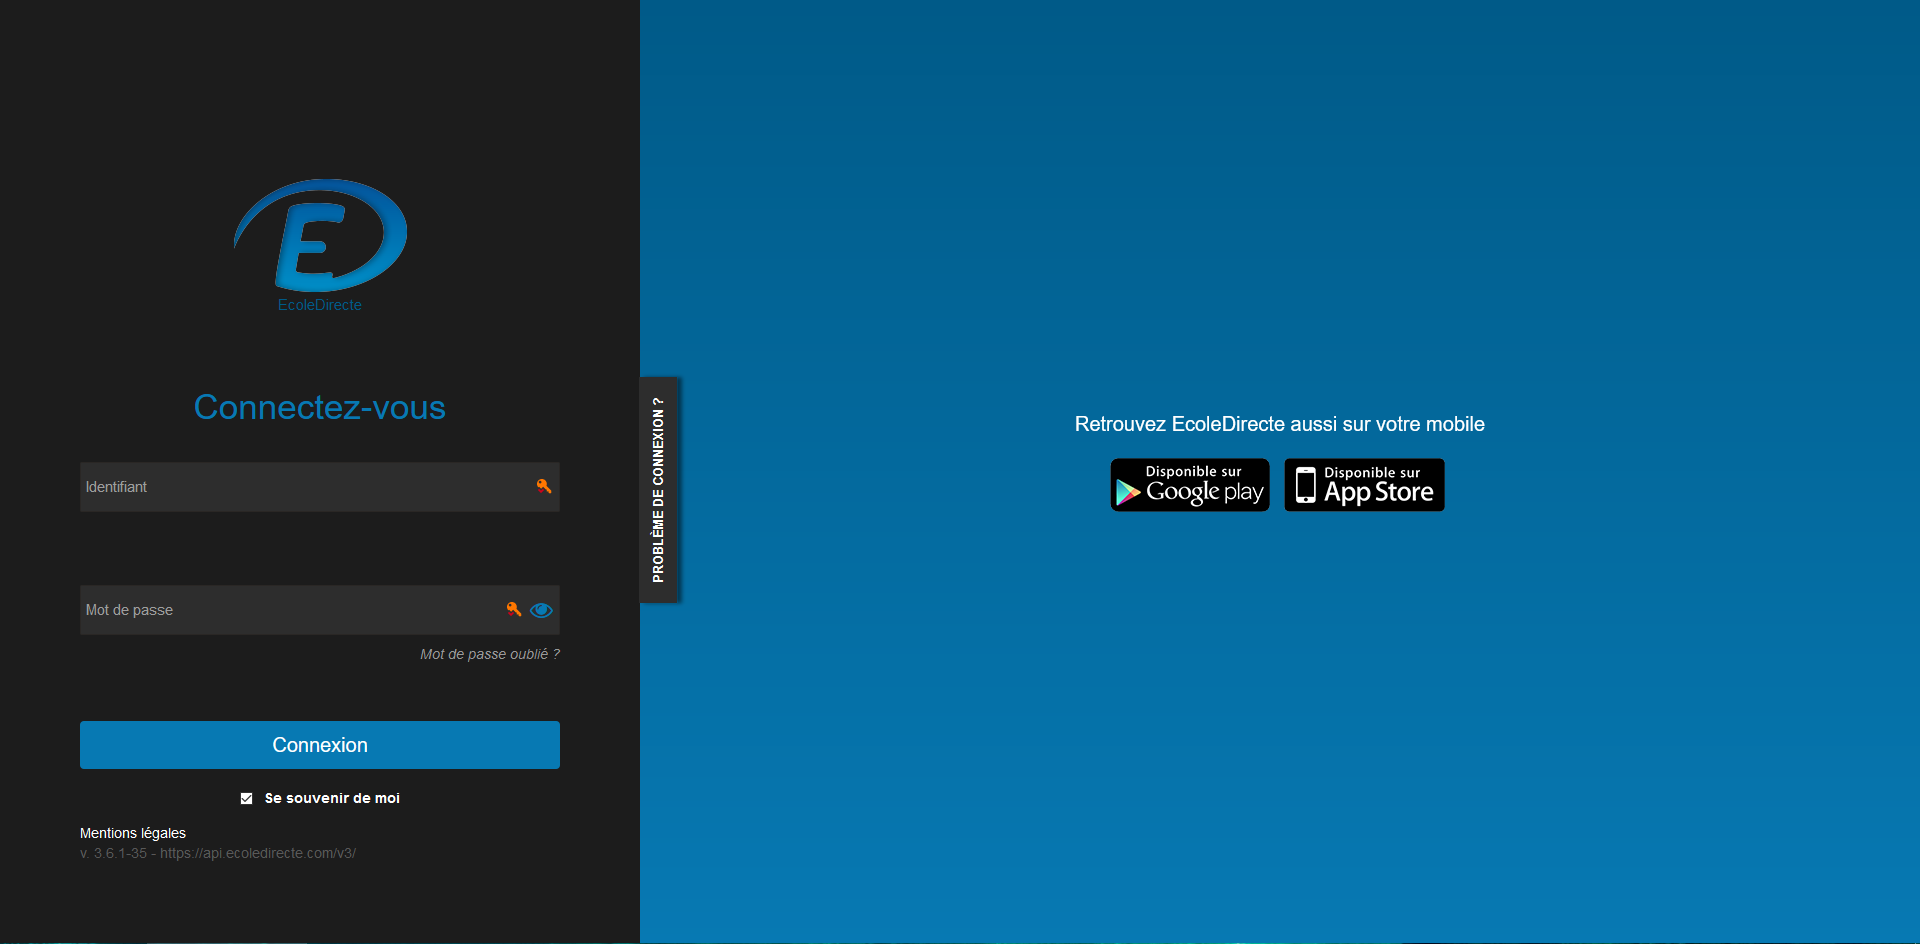 EcoleDirecte
Connectez-vous
Identifiant
Mot de passe
Mot de passe oublié ?
Connexion
Se souvenir de moi
Mentions légales
v. 3.6.1-35 - https://api.ecoledirecte.com/v3/
PROBLÈME DE CONNEXION ?
Retrouvez EcoleDirecte aussi sur votre mobile
Disponible sur
Google play
Disponible sur
App Store